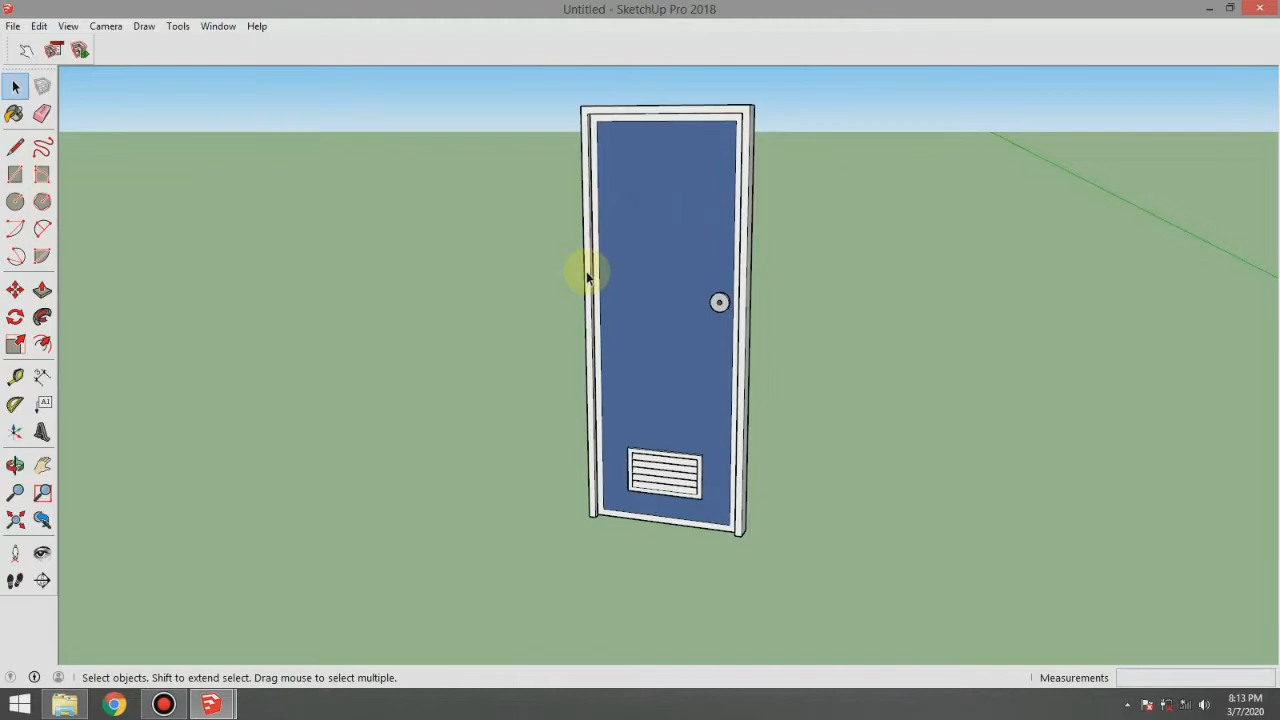 Untitled - SketchUp Pro 2018
File Edit View Camera Draw Tools Window Help
A1
Select objects. Shift to extend select. Drag mouse to select multiple.
Measurements
8:13 PM
3/7/2020